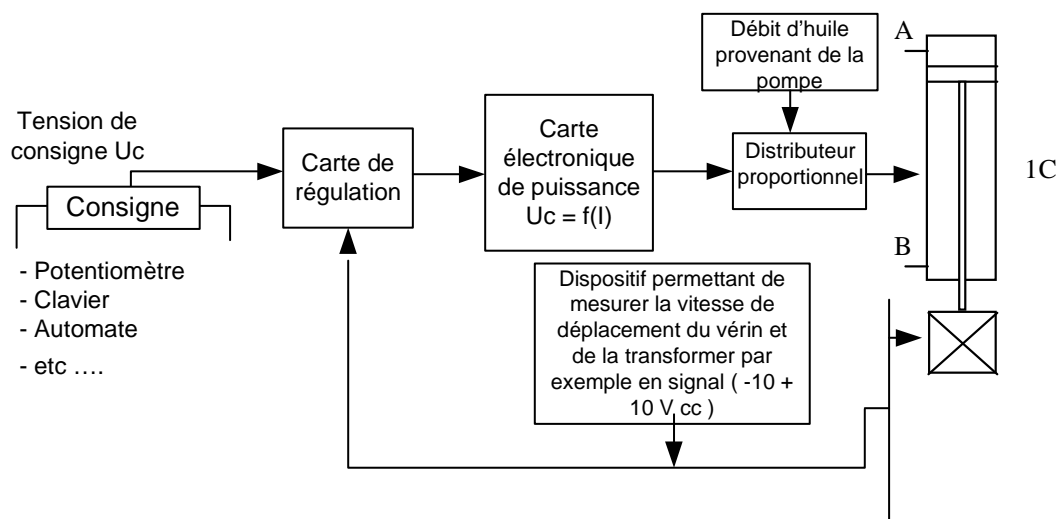 Débit d'huile
provenant de la
pompe
A
Tension de
consigne Uc
Consigne
- Potentiomètre
- Clavier
- Automate
- etc ....
Carte de
régulation
Carte
électronique
de puissance
Uc = f(I)
Distributeur
proportionnel
1C
B
Dispositif permettant de
mesurer la vitesse de
déplacement du vérin et
de la transformer par
exemple en signal ( -10 +
10 V cc )